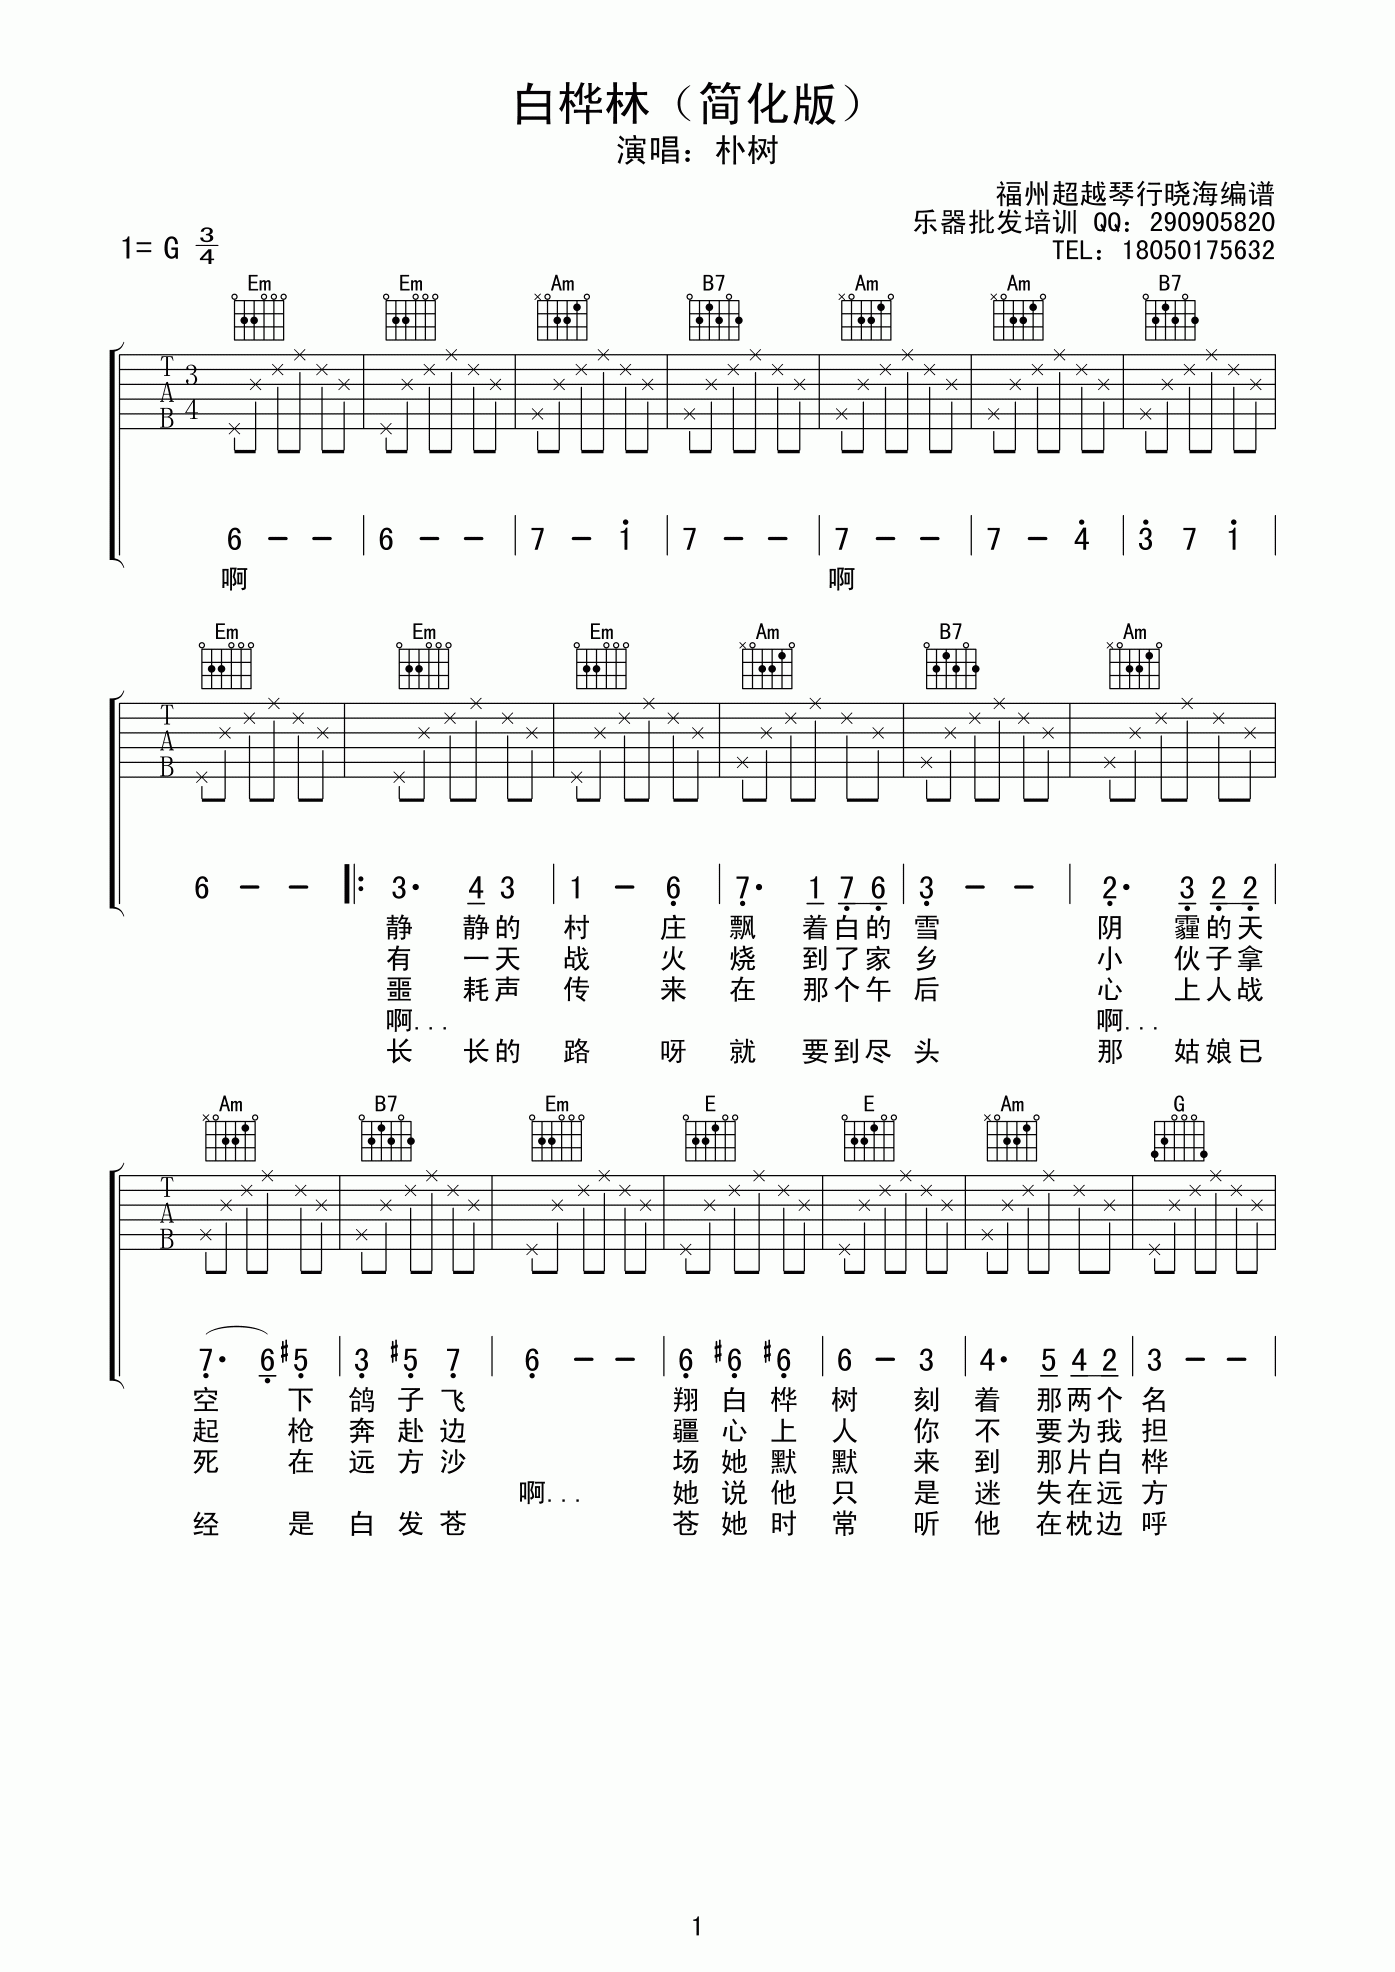 白桦林（简化版）
演唱：朴树
福州超越琴行晓海编谱
乐器批发培训 QQ：290905820
1= G 3/4 TEL：18050175632
Em Em Am B7 Am Am B7
T A B 3 4
6 — — | 6 — — | 7 — 1 | 7 — — | 7 — — | 7 — 4 | 3 7 1 |
啊 啊
Em Em Em Am B7 Am
T A B
6 — — |: 3· 4 3 | 1 — 6 | 7· 1 7 6 | 3 — — | 2· 3 2 2 |
静 静的 村 庄 飘 着白的 雪 阴 霾的天
有 一天 战 火 烧 到了家 乡 小 伙子拿
噩 耗声 传 来 在 那个午 后 心 上人战
啊... 啊...
长 长的 路 呀 就 要到尽 头 那 姑娘已
Am B7 Em E E Am G
T A B
7· 6 #5 | 3 #5 7 | 6 — — | 6 #6 #6 | 6 — 3 | 4· 5 4 2 | 3 — — |
空 下 鸽 子 飞 翔 白 桦 树 刻 着 那两个 名
起 枪 奔 赴 边 疆 心 上 人 你 不 要为我 担
死 在 远 方 沙 场 她 默 默 来 到 那片白 桦
啊... 她 说 他 只 是 迷 失在远 方
经 是 白 发 苍 苍 她 时 常 听 他 在枕边 呼
1